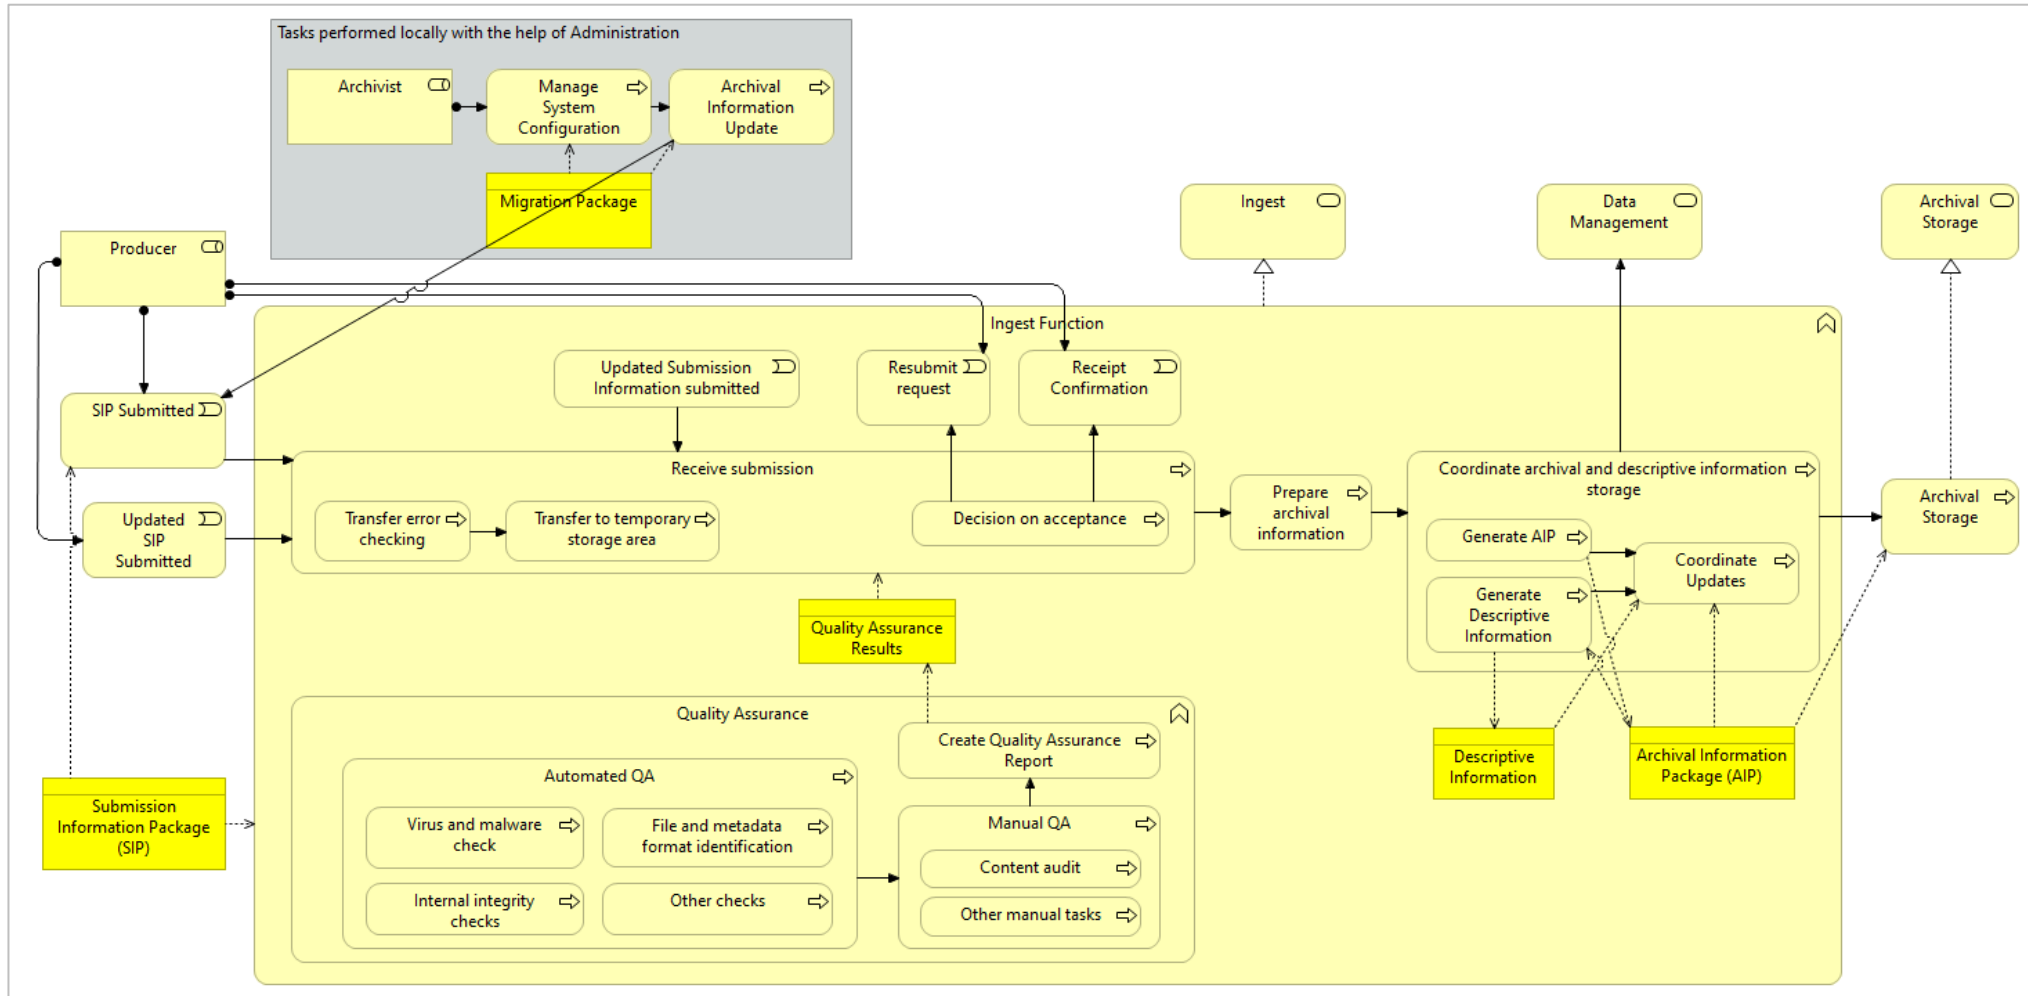 Tasks performed locally with the help of Administration
Archivist
Manage
System
Configuration
Archival
Information
Update
Migration Package
Producer
Ingest
Data
Management
Archival
Storage
Ingest Function
SIP Submitted
Updated Submission
Information submitted
Resubmit
request
Receipt
Confirmation
Updated
SIP
Submitted
Receive submission
Transfer error
checking
Transfer to temporary
storage area
Decision on acceptance
Prepare
archival
information
Coordinate archival and descriptive information
storage
Generate AIP
Generate
Descriptive
Information
Coordinate
Updates
Archival
Storage
Quality Assurance
Results
Quality Assurance
Create Quality Assurance
Report
Automated QA
Virus and malware
check
File and metadata
format identification
Internal integrity
checks
Other checks
Manual QA
Content audit
Other manual tasks
Descriptive
Information
Archival Information
Package (AIP)
Submission
Information Package
(SIP)